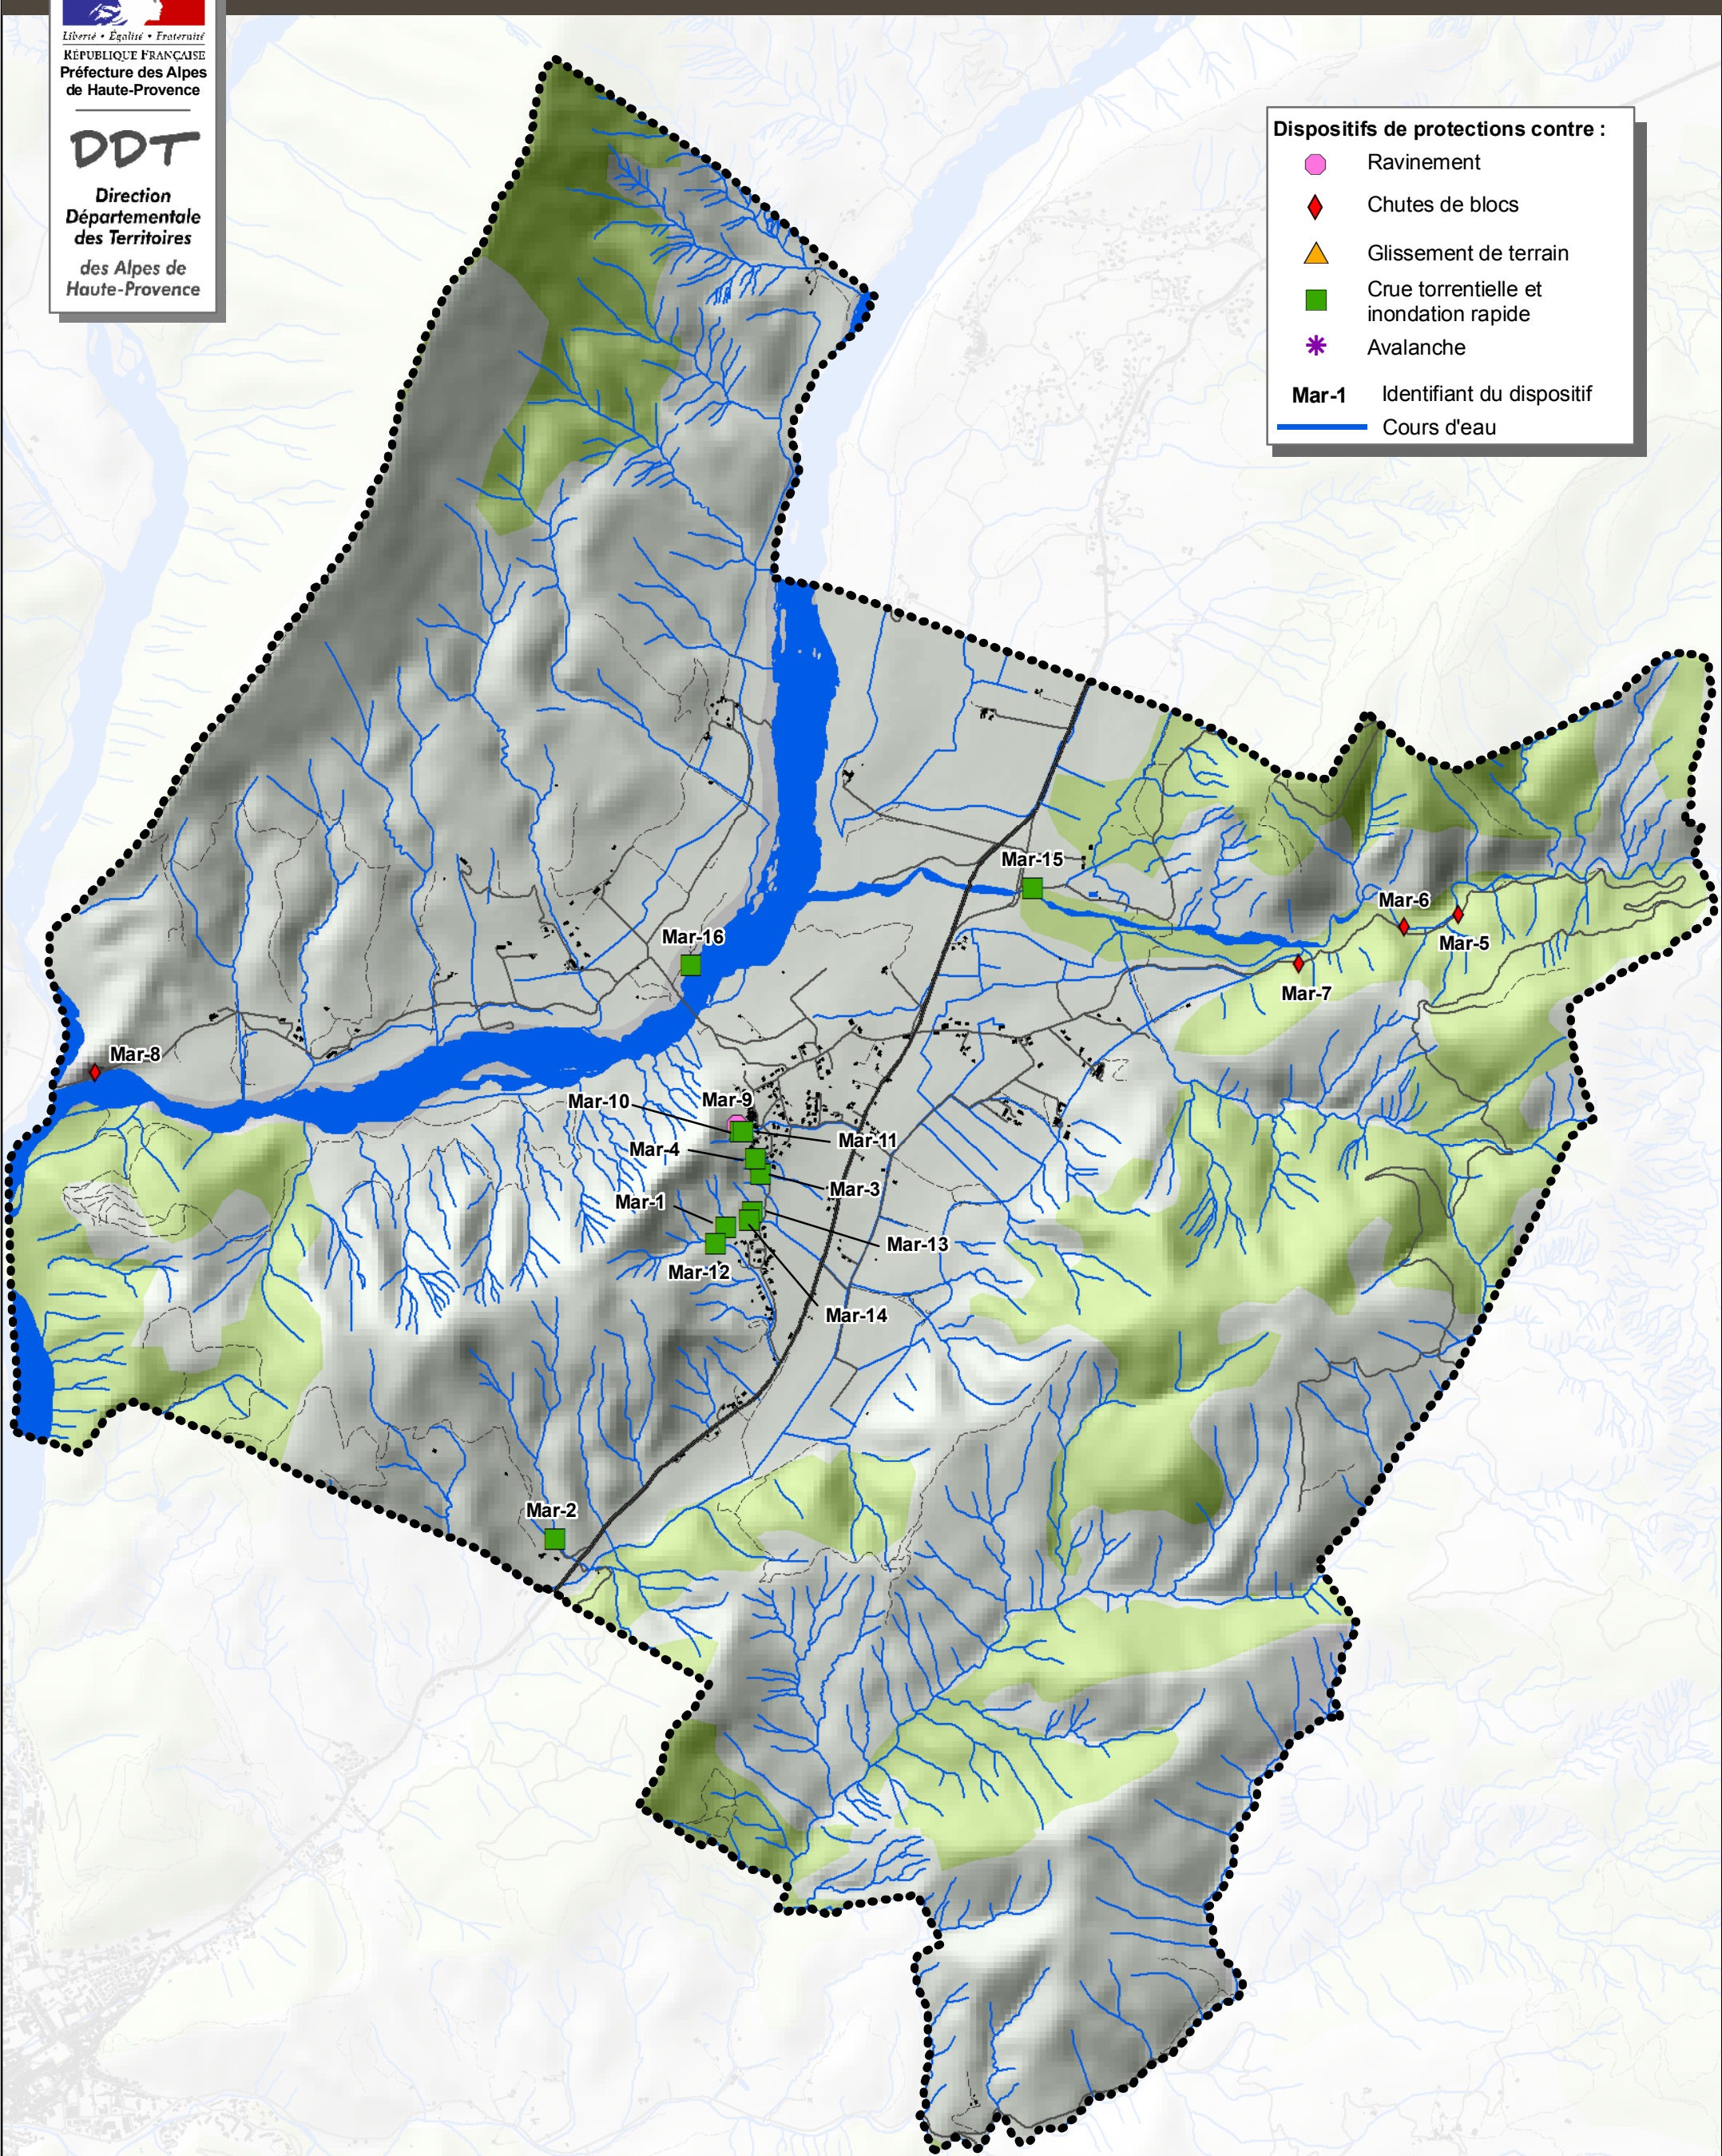 Liberté • Égalité • Fraternité
RÉPUBLIQUE FRANÇAISE
Préfecture des Alpes
de Haute-Provence
DDT
Direction
Départementale
des Territoires
des Alpes de
Haute-Provence
Dispositifs de protections contre :
Ravinement
Chutes de blocs
Glissement de terrain
Crue torrentielle et
inondation rapide
Avalanche
Mar-1 Identifiant du dispositif
Cours d'eau
Mar-15
Mar-6
Mar-16
Mar-5
Mar-7
Mar-8
Mar-10
Mar-9
Mar-11
Mar-4
Mar-3
Mar-1
Mar-13
Mar-12
Mar-14
Mar-2